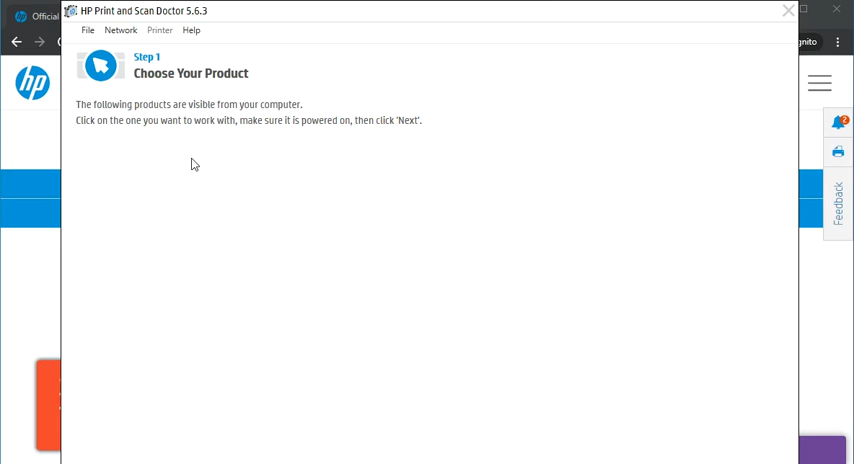 HP Print and Scan Doctor 5.6.3
Official
File Network Printer Help
gnito
hp
Step 1
Choose Your Product
The following products are visible from your computer.
Click on the one you want to work with, make sure it is powered on, then click 'Next'.
2
Feedback